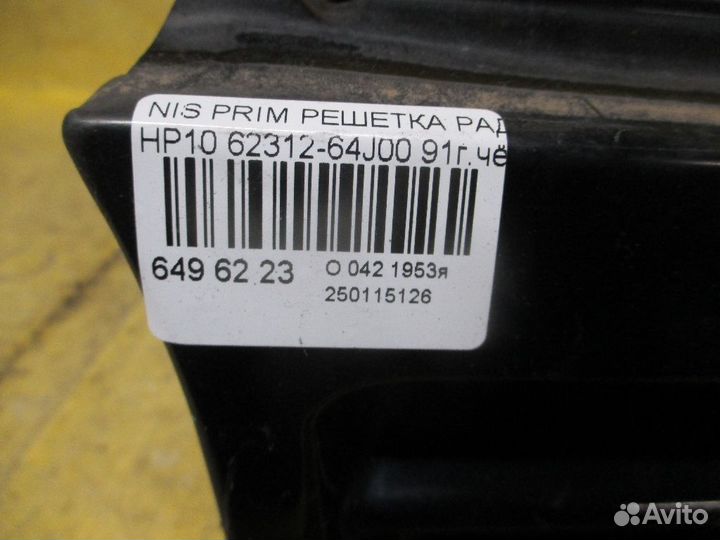 NIS PRIM РЕШЕТКА РАД
HP10 62312-64J00 91г.чё
649 62 23
О 042 1953я
250115126
Avito